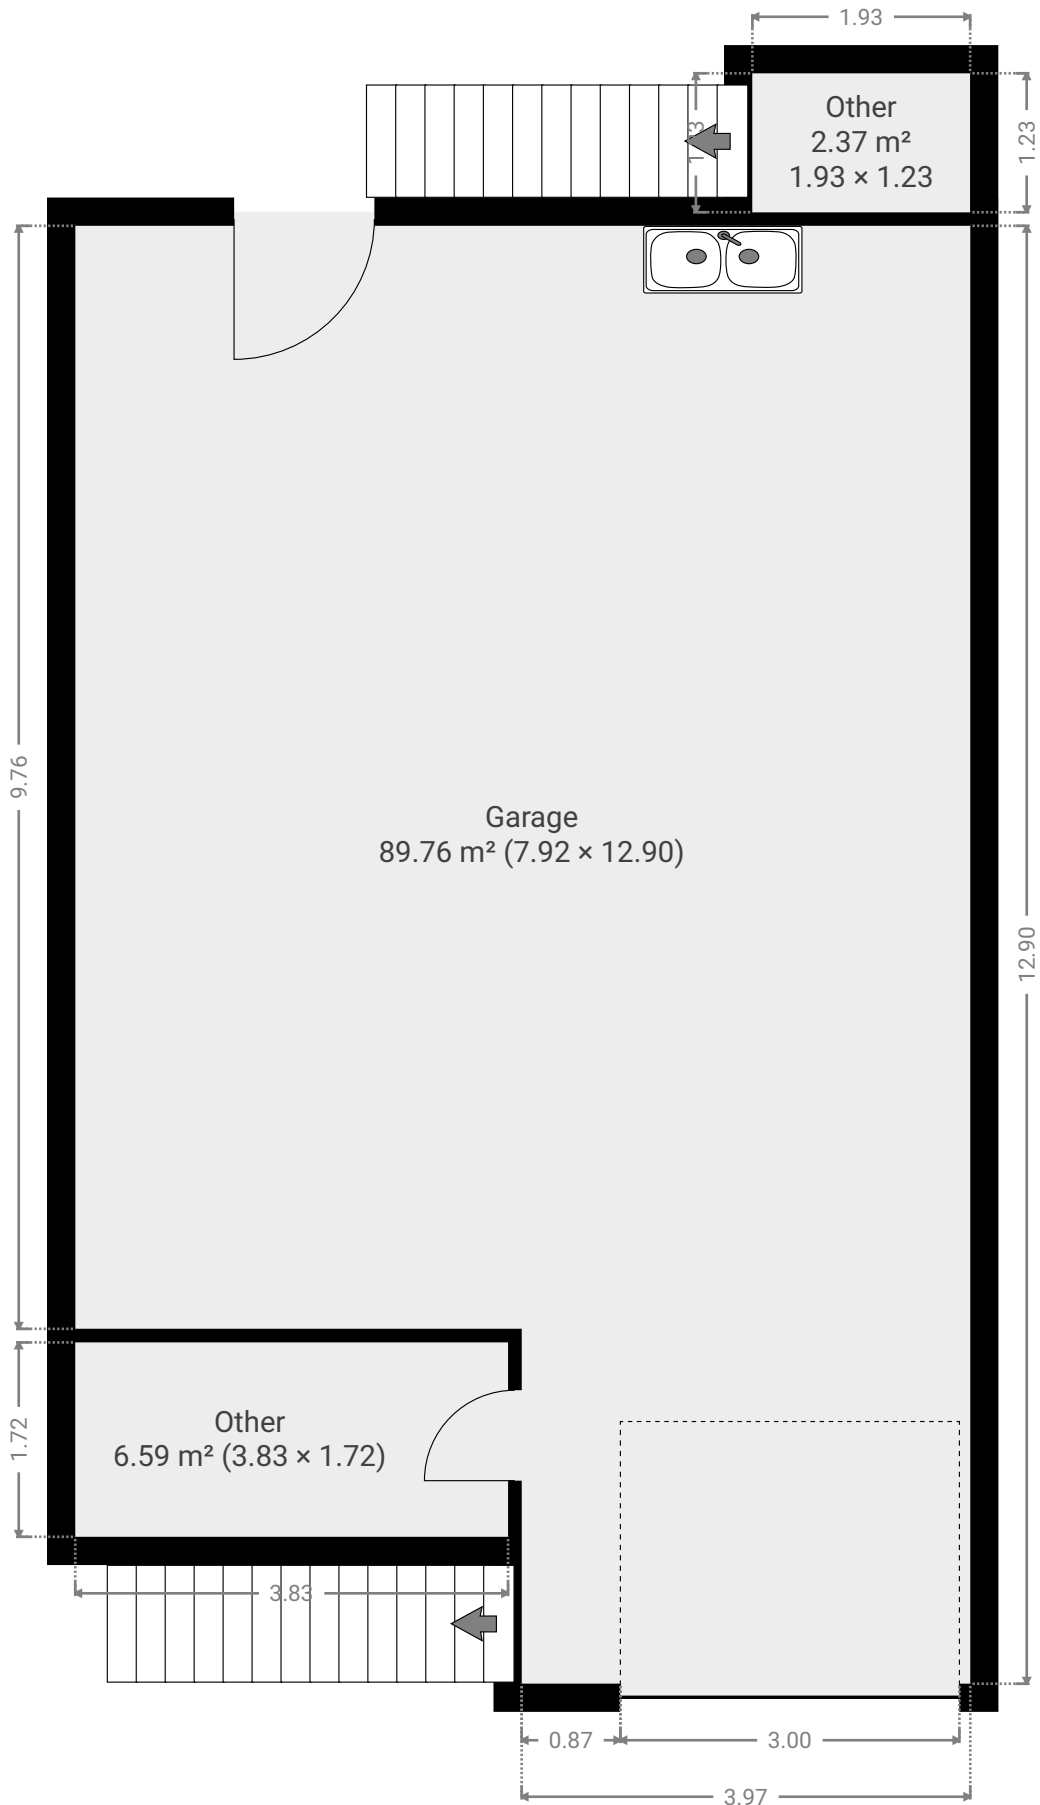 1.93
Other
2.37 m²
1.93 × 1.23
1.23
9.76
Garage
89.76 m² (7.92 × 12.90)
12.90
Other
6.59 m² (3.83 × 1.72)
1.72
3.83
0.87
3.00
3.97